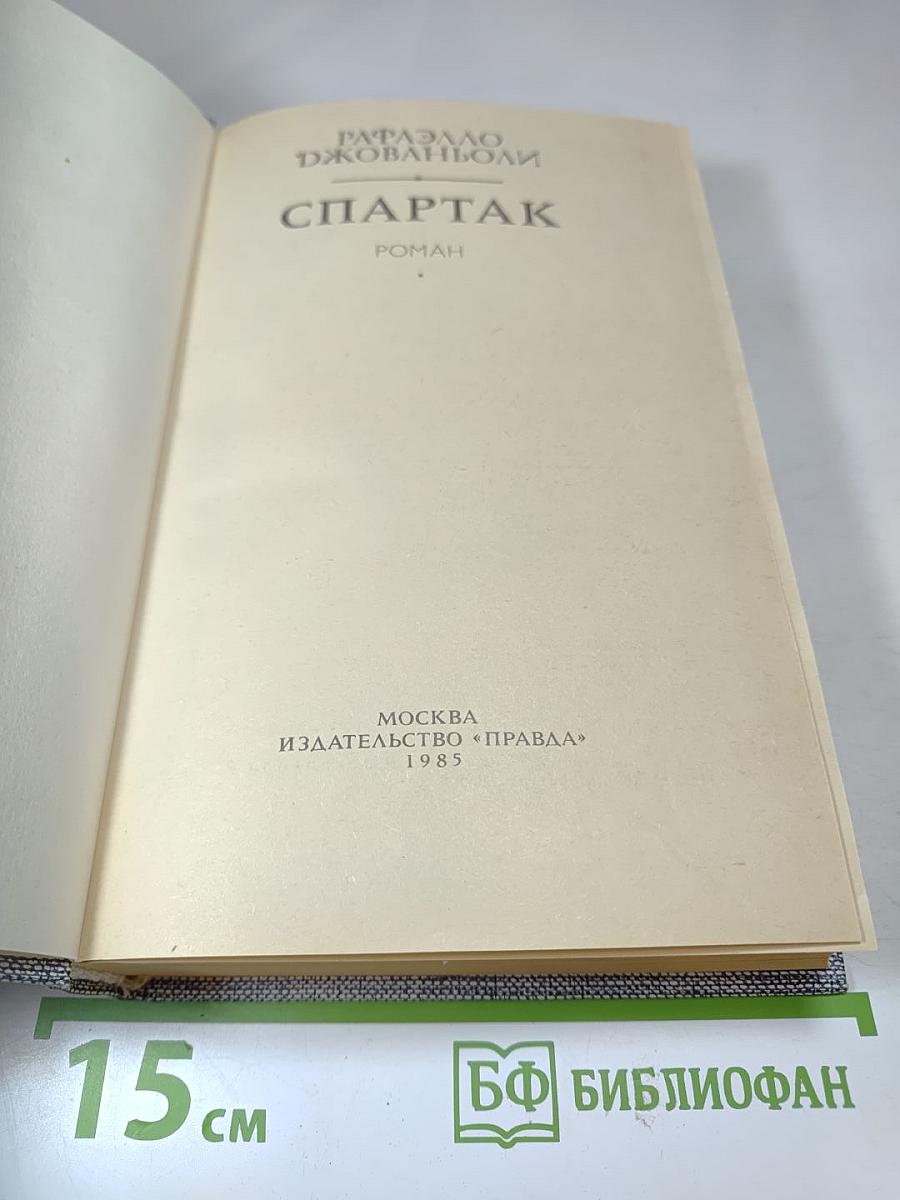 РАФАЭЛЛО
ДЖОВАНЬОЛИ
СПАРТАК
РОМАН
МОСКВА
ИЗДАТЕЛЬСТВО «ПРАВДА»
1985
15 см
БФ БИБЛИОФАН